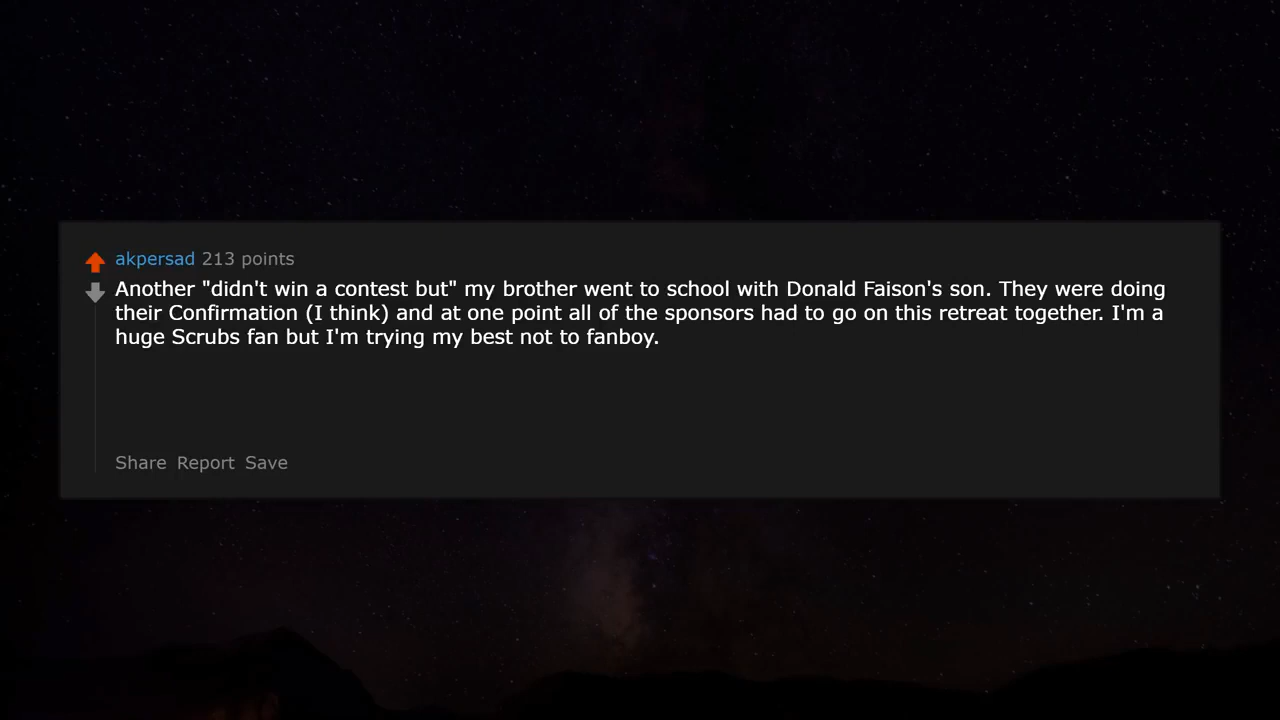 akpersad 213 points
Another "didn't win a contest but" my brother went to school with Donald Faison's son. They were doing
their Confirmation (I think) and at one point all of the sponsors had to go on this retreat together. I'm a
huge Scrubs fan but I'm trying my best not to fanboy.
Share Report Save